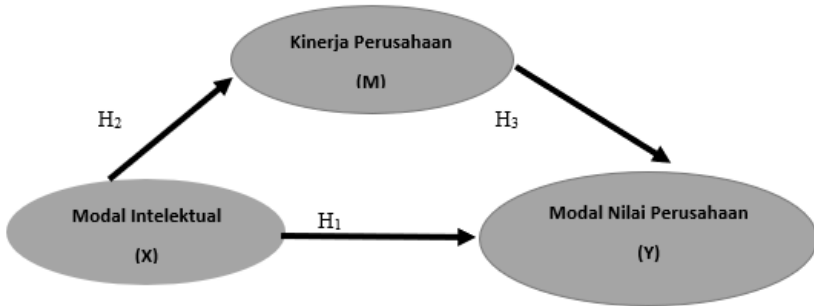 Kinerja Perusahaan
(M)
H₂
H₃
Modal Intelektual
(X)
H₁
Modal Nilai Perusahaan
(Y)